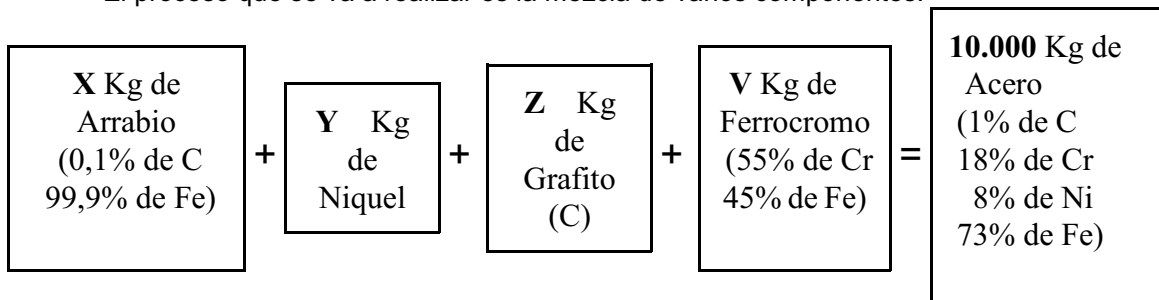 El proceso que se va a realizar es la mezcla de varios componentes:
X Kg de
Arrabio
(0,1% de C
99,9% de Fe)
+
Y Kg
de
Niquel
+
Z Kg
de
Grafito
(C)
+
V Kg de
Ferrocromo
(55% de Cr
45% de Fe)
=
10.000 Kg de
Acero
(1% de C
18% de Cr
8% de Ni
73% de Fe)